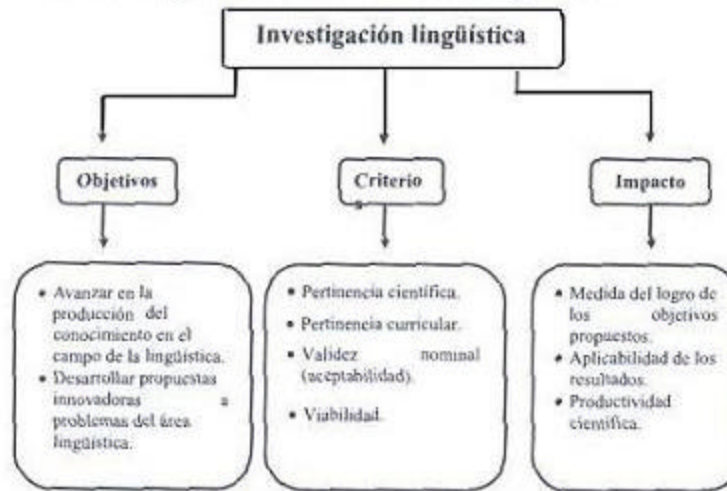 Investigación lingüística
Objetivos
Criterio
s
Impacto
• Avanzar en la
producción del
conocimiento en el
campo de la lingüística.
• Desarrollar propuestas
innovadoras a
problemas del área
lingüística.
• Pertinencia científica.
• Pertinencia curricular.
• Validez nominal
(aceptabilidad).
• Viabilidad.
• Medida del logro de
los objetivos
propuestos.
• Aplicabilidad de los
resultados.
• Productividad
científica.